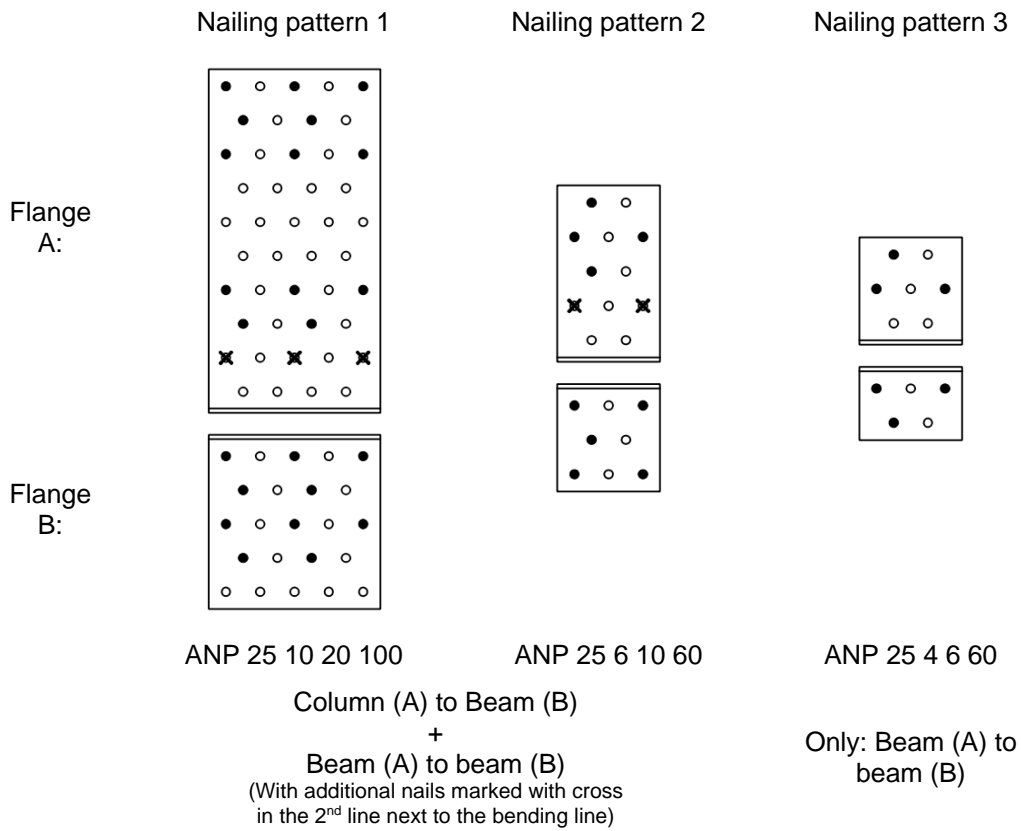 Nailing pattern 1
Nailing pattern 2
Nailing pattern 3
Flange
A:
Flange
B:
ANP 25 10 20 100
ANP 25 6 10 60
ANP 25 4 6 60
Column (A) to Beam (B)
+
Beam (A) to beam (B)
(With additional nails marked with cross
in the 2nd line next to the bending line)
Only: Beam (A) to
beam (B)